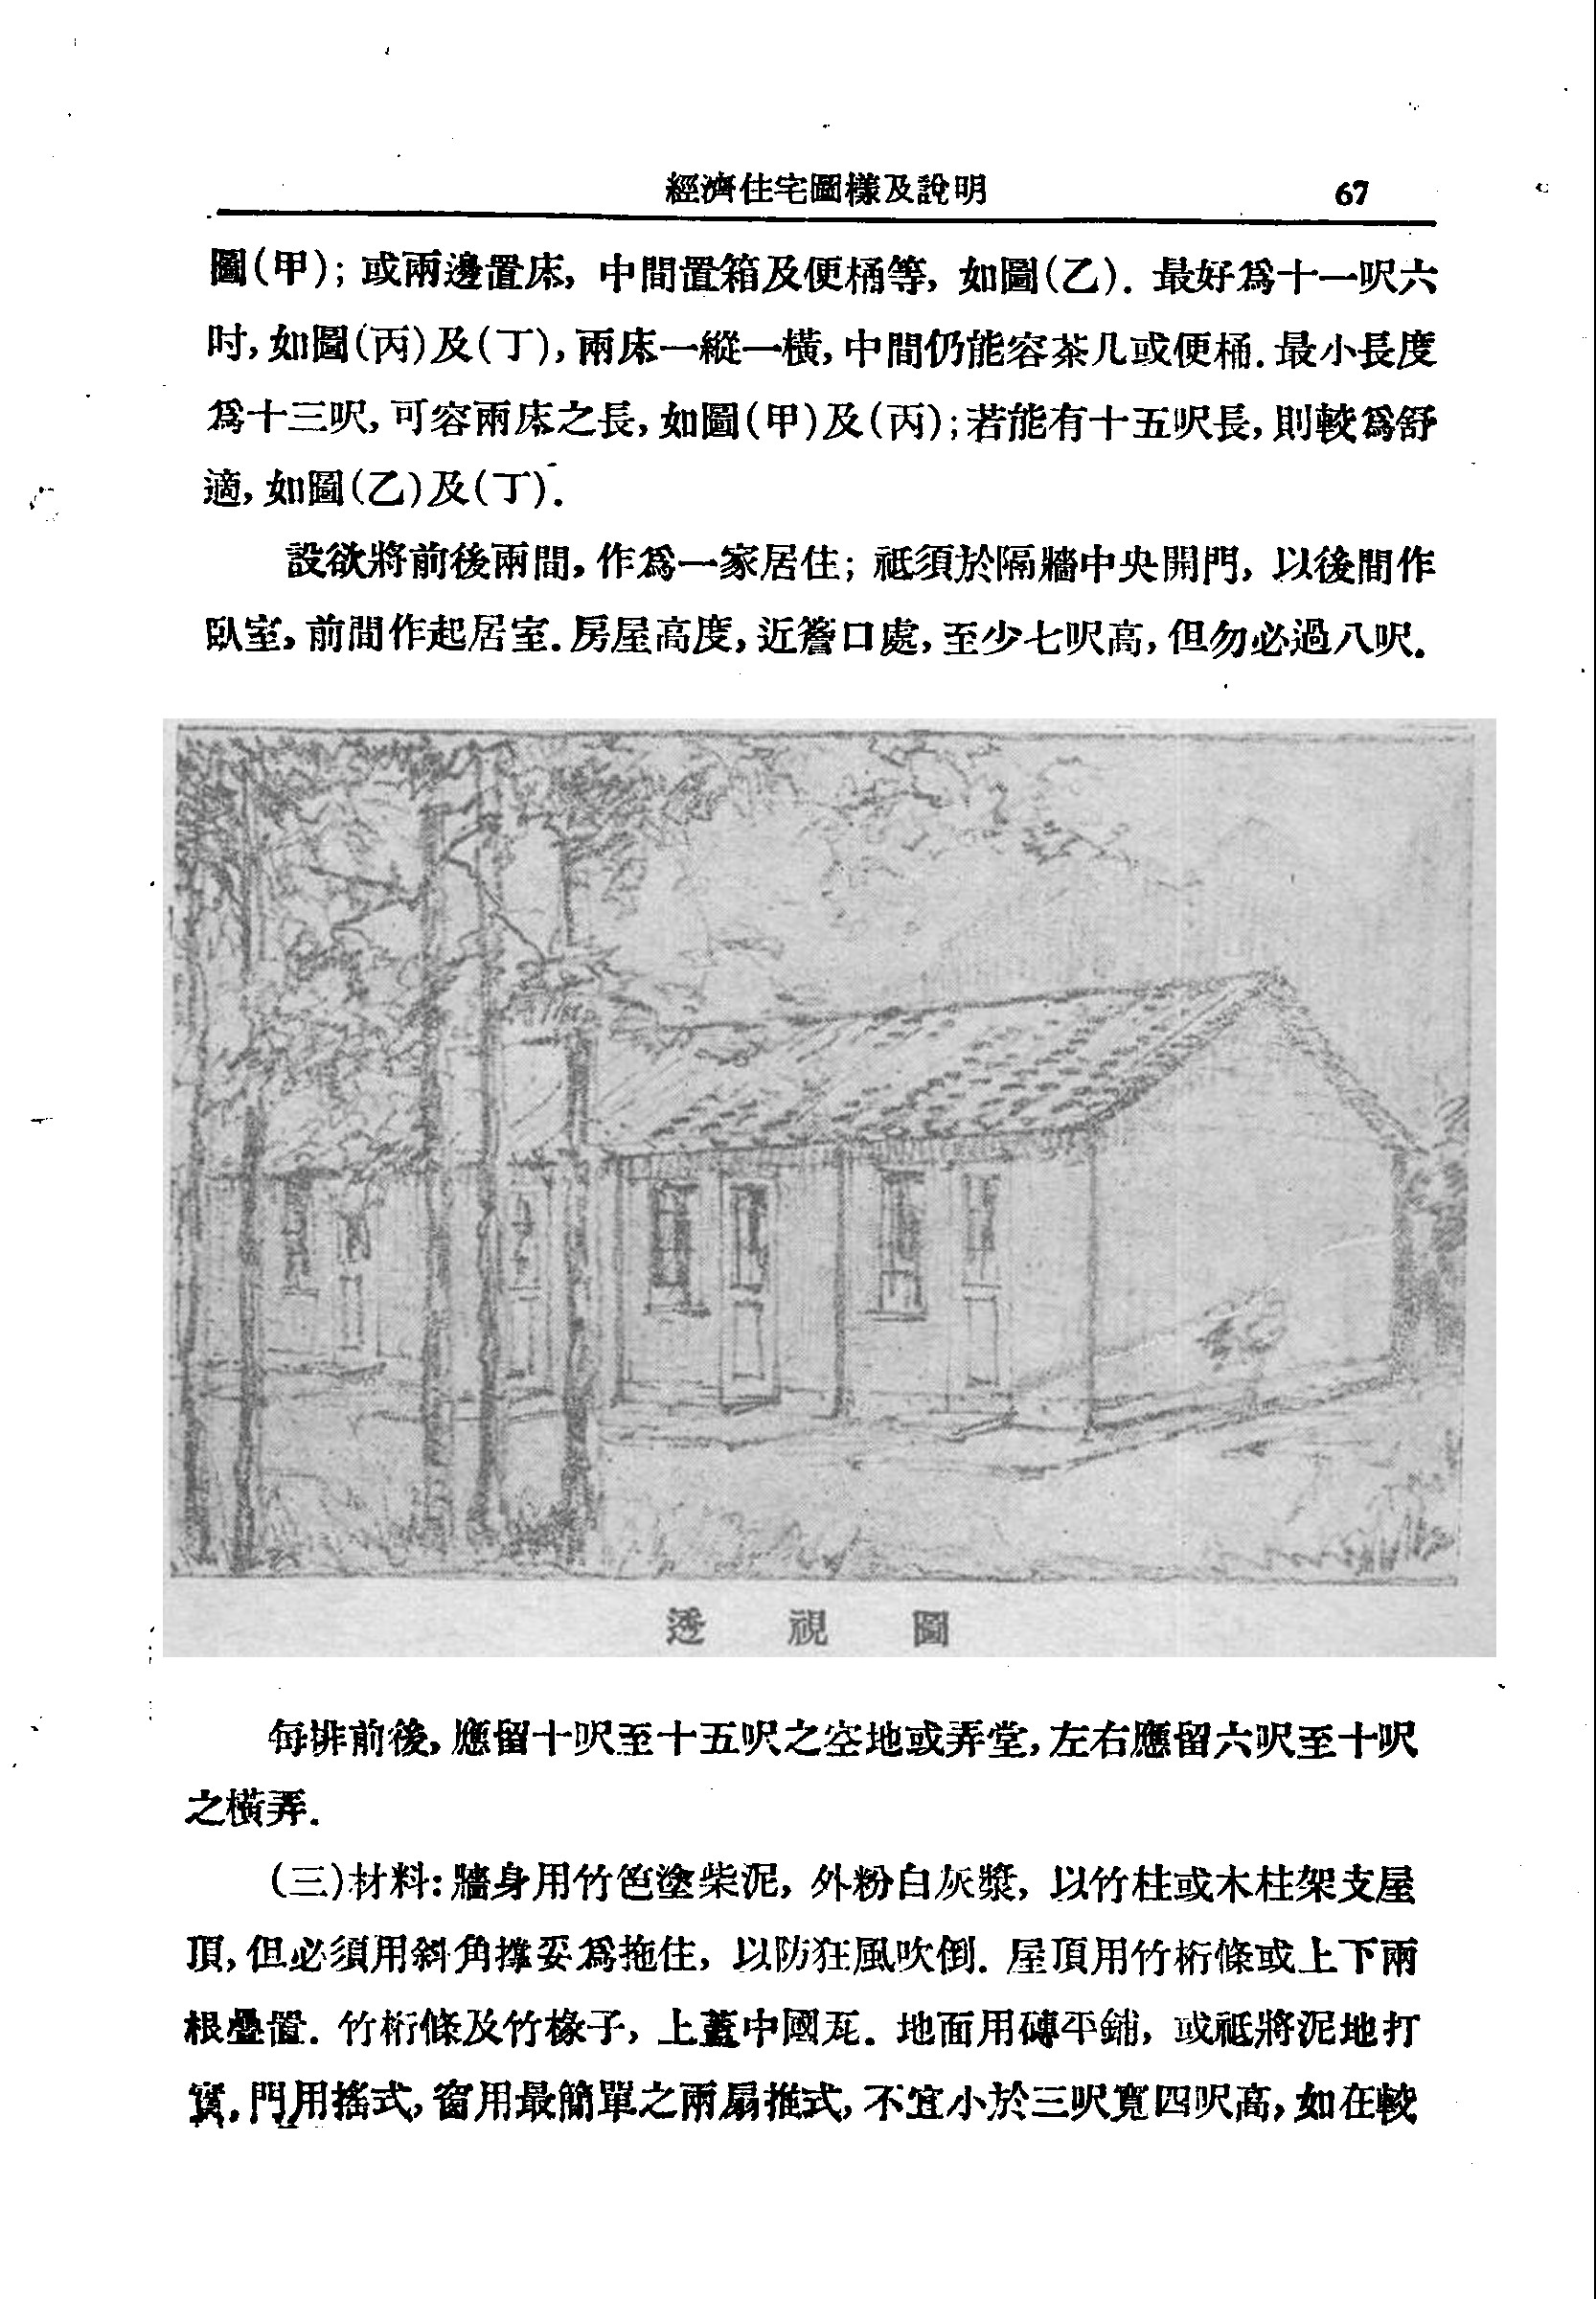 經濟住宅圖樣及說明 67
圖(甲); 或兩邊置床, 中間置箱及便桶等, 如圖(乙). 最好爲十一呎六
吋, 如圖(丙)及(丁), 兩床一縱一橫, 中間仍能容茶几或便桶. 最小長度
爲十三呎, 可容兩床之長, 如圖(甲)及(丙); 若能有十五呎長, 則較爲舒
適, 如圖(乙)及(丁).
設欲將前後兩間, 作爲一家居住; 祗須於隔牆中央開門, 以後間作
臥室, 前間作起居室. 房屋高度, 近簷口處, 至少七呎高, 但勿必過八呎.
透視圖
每排前後, 應留十呎至十五呎之空地或弄堂, 左右應留六呎至十呎
之橫弄.
(三)材料: 牆身用竹笆塗柴泥, 外粉白灰漿, 以竹柱或木柱架支屋
頂, 但必須用斜角撐妥爲拖住, 以防狂風吹倒. 屋頂用竹桁條或上下兩
根疊置. 竹桁條及竹椽子, 上蓋中國瓦. 地面用磚平鋪, 或祗將泥地打
實. 門用搖式, 窗用最簡單之兩扇推式, 不宜小於三呎寬四呎高, 如在較